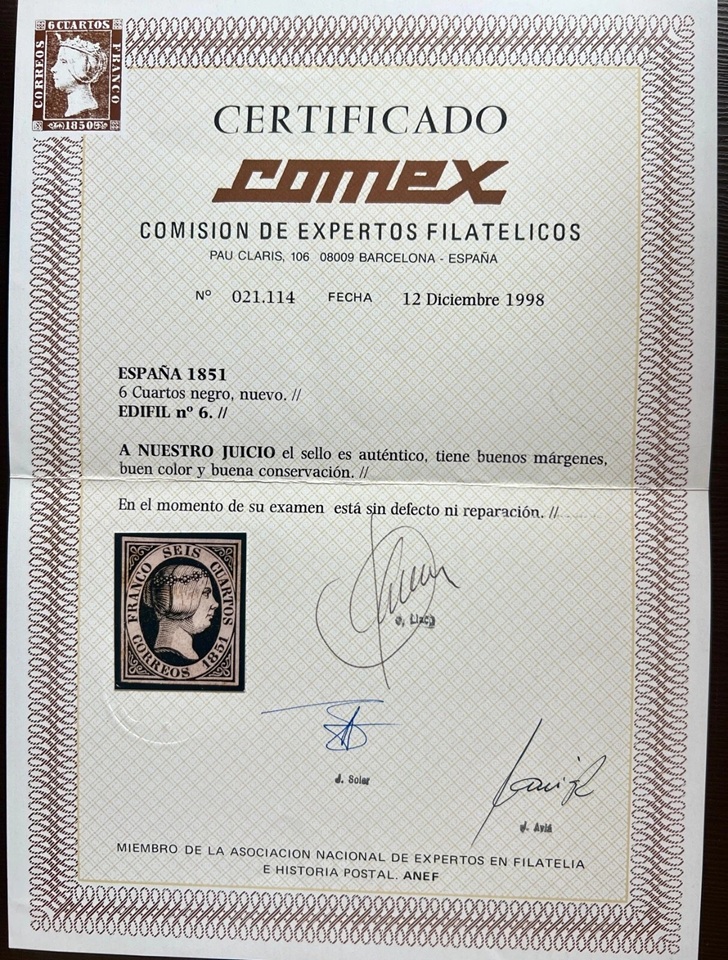 6 CUARTOS
CORREOS
FRANCO
1850
CERTIFICADO
comex
COMISION DE EXPERTOS FILATELICOS
PAU CLARIS, 106 08009 BARCELONA - ESPAÑA
Nº 021.114 FECHA 12 Diciembre 1998
ESPAÑA 1851
6 Cuartos negro, nuevo. //
EDIFIL nº 6. //
A NUESTRO JUICIO el sello es auténtico, tiene buenos márgenes,
buen color y buena conservación. //
En el momento de su examen está sin defecto ni reparación. //
FRANCO SEIS CUARTOS
CORREOS 1851
J. Soler
J. Aviá
MIEMBRO DE LA ASOCIACION NACIONAL DE EXPERTOS EN FILATELIA
E HISTORIA POSTAL. ANEF